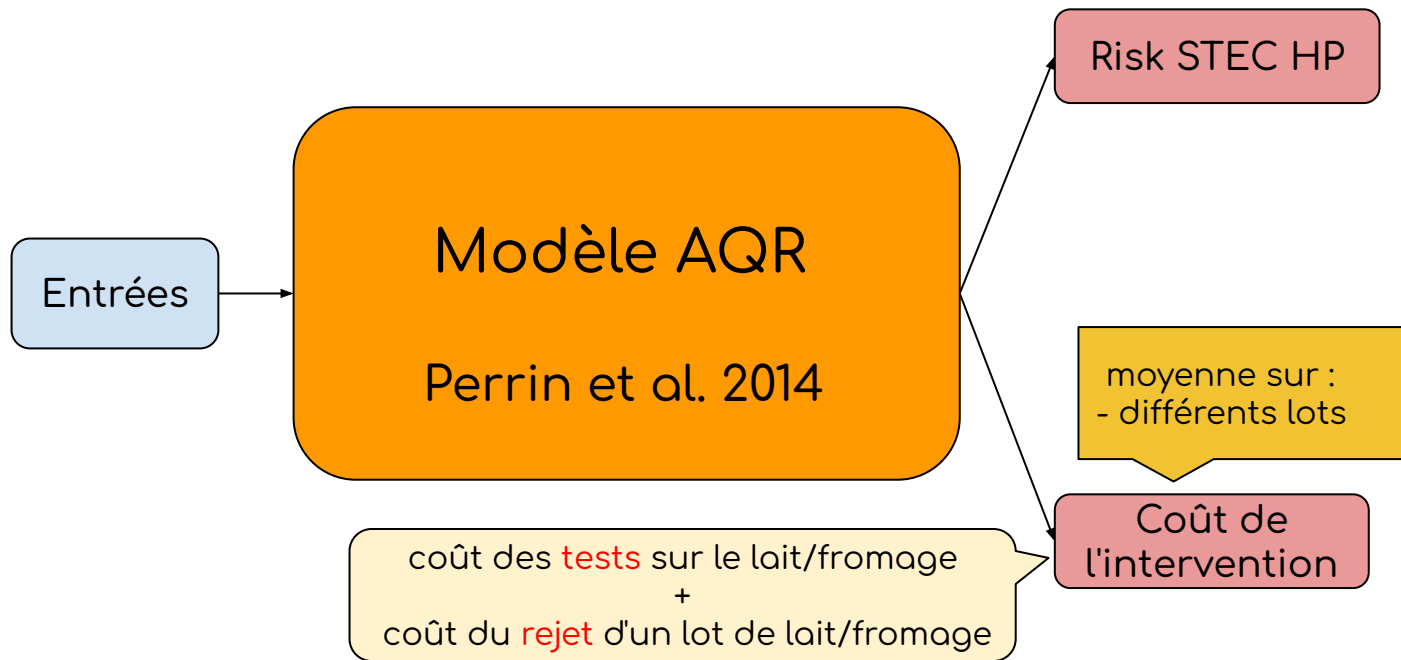 Risk STEC HP
Modèle AQR
Perrin et al. 2014
Entrées
moyenne sur :
- différents lots
Coût de
l'intervention
coût des tests sur le lait/fromage
+
coût du rejet d'un lot de lait/fromage